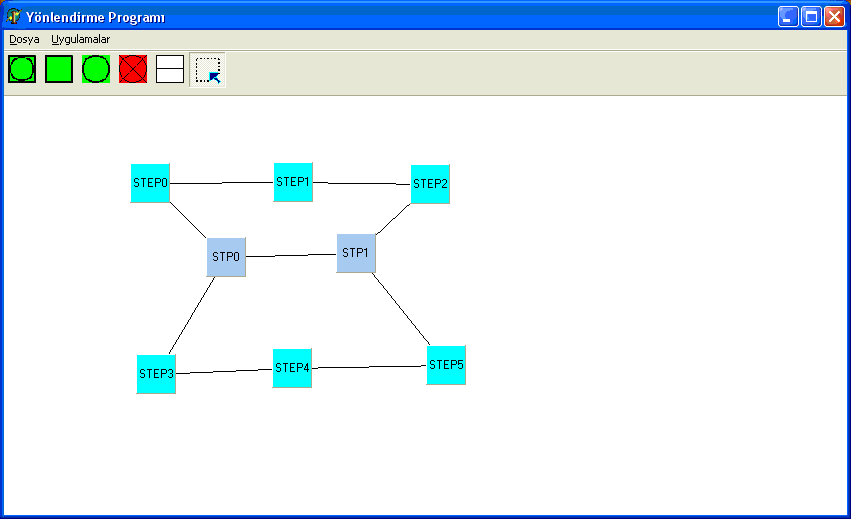 Yönlendirme Programı
Dosya Uygulamalar
STEP0 STEP1 STEP2
STP0 STP1
STEP3 STEP4 STEP5